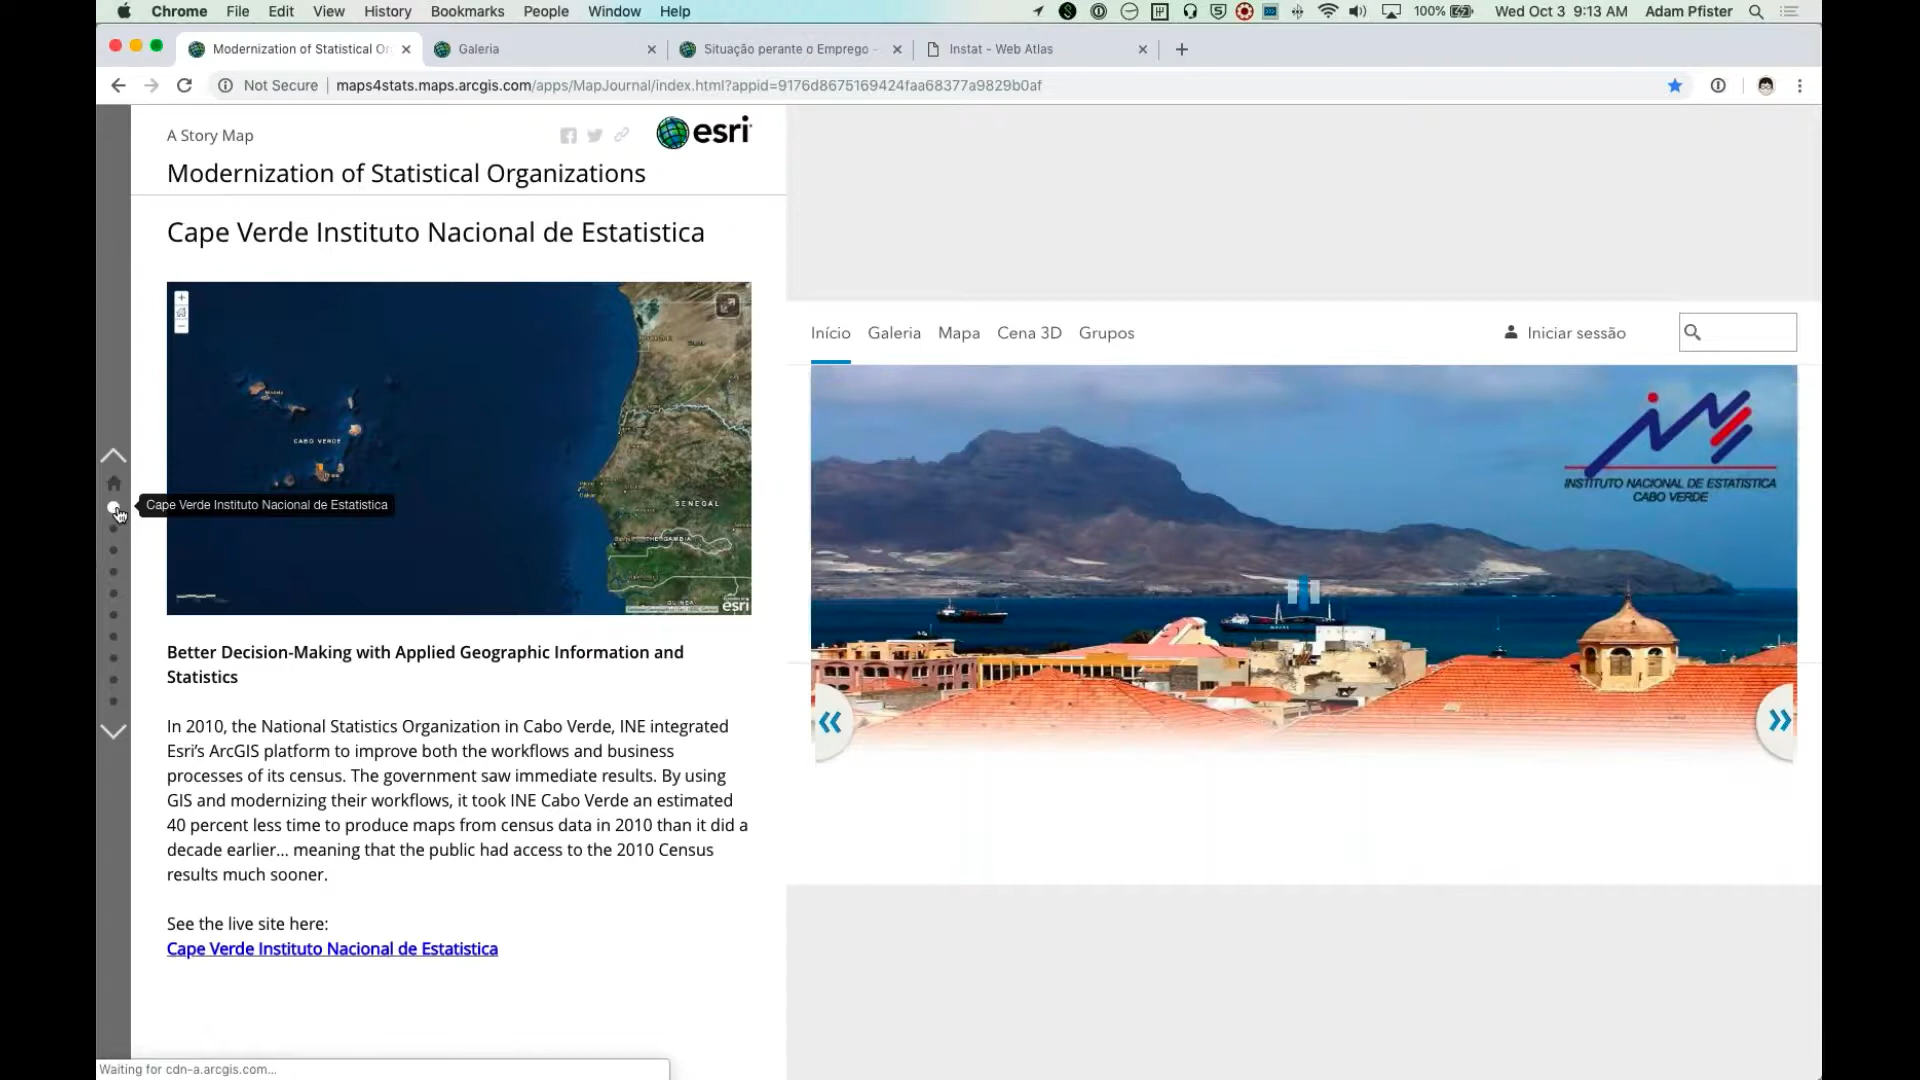 Chrome File Edit View History Bookmarks People Window Help
100% Wed Oct 3 9:13 AM Adam Pfister
Modernization of Statistical Or
Galeria
Situação perante o Emprego -
Instat - Web Atlas
Not Secure maps4stats.maps.arcgis.com/apps/MapJournal/index.html?appid=9176d8675169424faa68377a9829b0af
A Story Map
esri
Modernization of Statistical Organizations
Cape Verde Instituto Nacional de Estatistica
CABO VERDE
SENEGAL
THE GAMBIA
esri
Cape Verde Instituto Nacional de Estatistica
Better Decision-Making with Applied Geographic Information and
Statistics
In 2010, the National Statistics Organization in Cabo Verde, INE integrated
Esri's ArcGIS platform to improve both the workflows and business
processes of its census. The government saw immediate results. By using
GIS and modernizing their workflows, it took INE Cabo Verde an estimated
40 percent less time to produce maps from census data in 2010 than it did a
decade earlier... meaning that the public had access to the 2010 Census
results much sooner.
See the live site here:
Cape Verde Instituto Nacional de Estatistica
Início Galeria Mapa Cena 3D Grupos
Iniciar sessão
INSTITUTO NACIONAL DE ESTATISTICA
CABO VERDE
Waiting for cdn-a.arcgis.com...